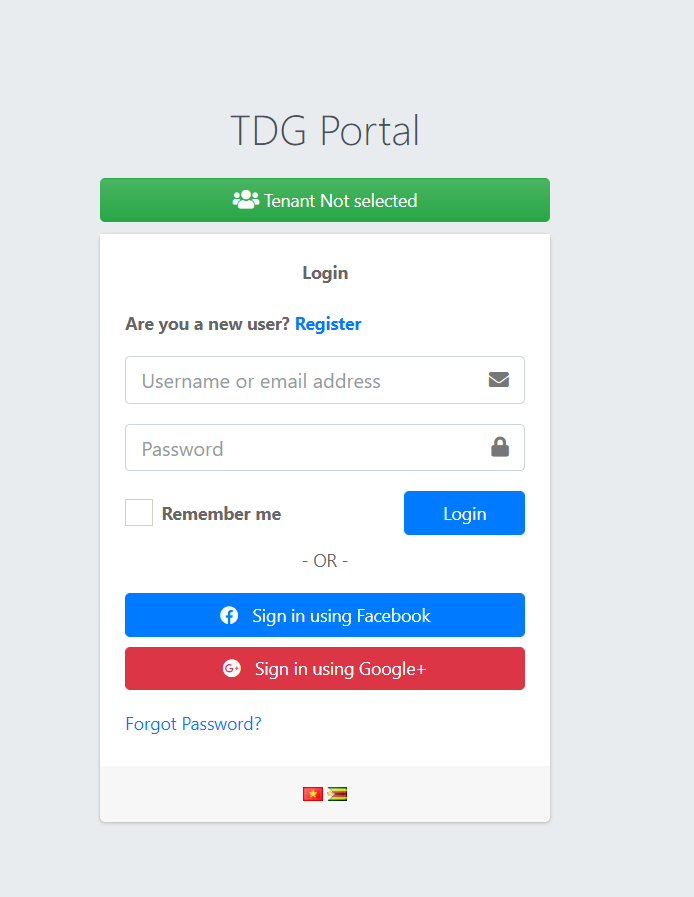 TDG Portal
Tenant Not selected
Login
Are you a new user? Register
Username or email address
Password
Remember me
Login
- OR -
Sign in using Facebook
Sign in using Google+
Forgot Password?